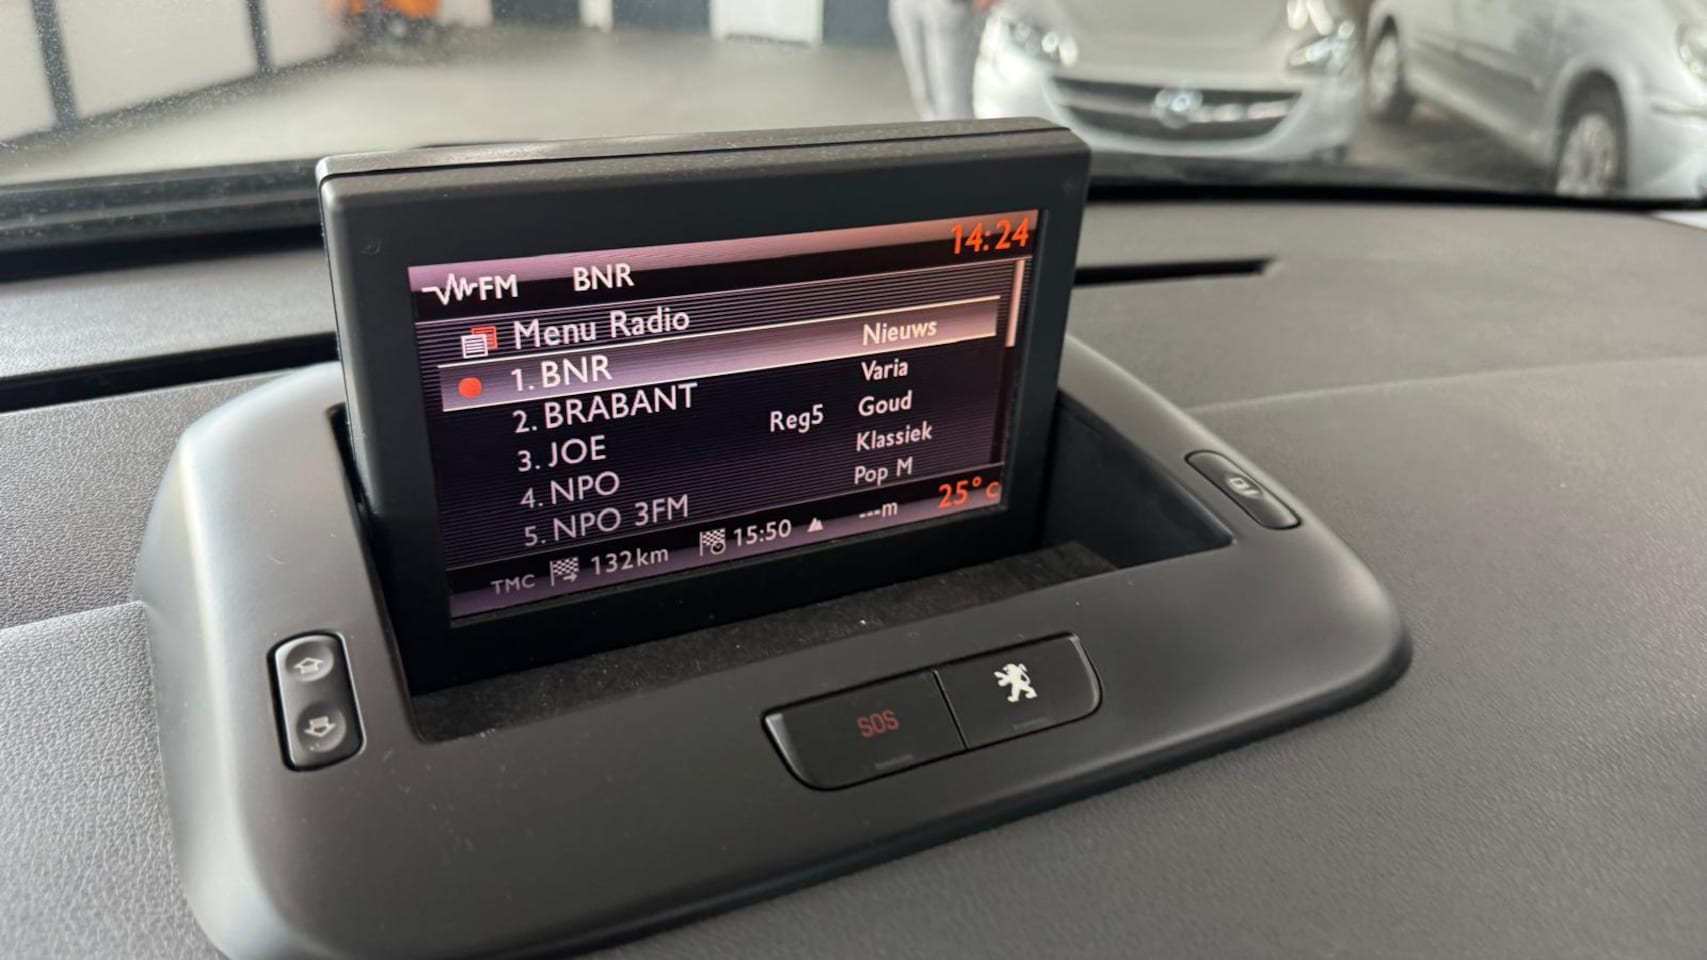 FM BNR 14:24
Menu Radio
1. BNR Nieuws
2. BRABANT Varia
3. JOE Reg5 Goud
4. NPO Klassiek
5. NPO 3FM Pop M
TMC 132km 15:50 ---m 25°C
SOS